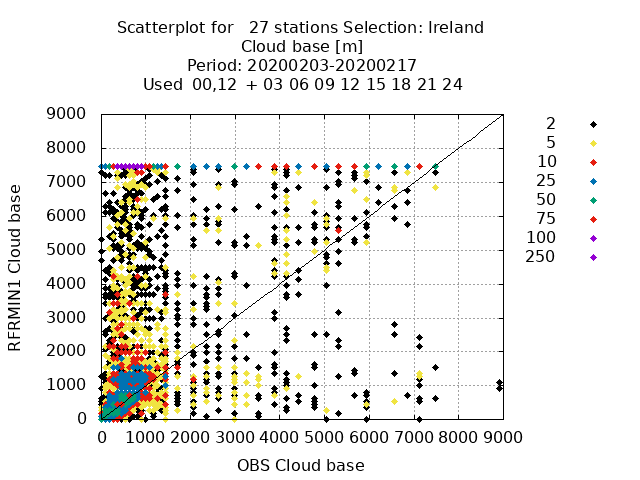 Scatterplot for   27 stations Selection: Ireland
Cloud base [m]
Period: 20200203-20200217
Used  00,12  + 03 06 09 12 15 18 21 24
9000
8000
7000
6000
5000
4000
3000
2000
1000
0
RFRMIN1 Cloud base
0 1000 2000 3000 4000 5000 6000 7000 8000 9000
OBS Cloud base
2
5
10
25
50
75
100
250